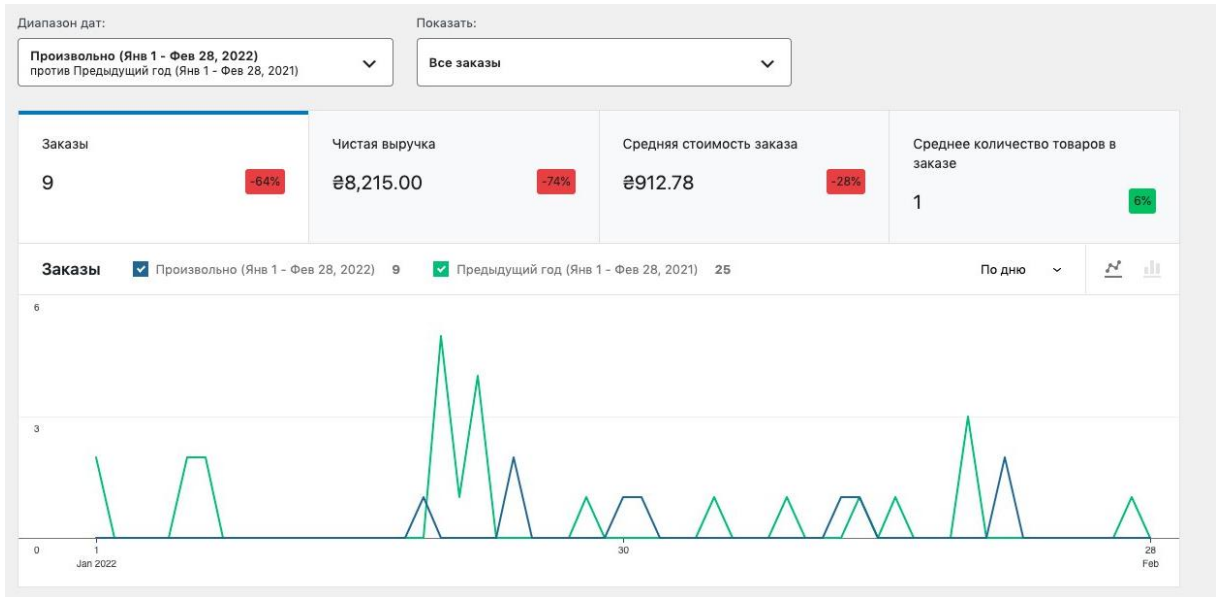 Диапазон дат:
Показать:
Произвольно (Янв 1 - Фев 28, 2022)
против Предыдущий год (Янв 1 - Фев 28, 2021)
Все заказы
Заказы
9
-64%
Чистая выручка
₴8,215.00
-74%
Средняя стоимость заказа
₴912.78
-28%
Среднее количество товаров в
заказе
1
6%
Заказы
Произвольно (Янв 1 - Фев 28, 2022) 9
Предыдущий год (Янв 1 - Фев 28, 2021) 25
По дню
6
3
0
1
Jan 2022
30
28
Feb